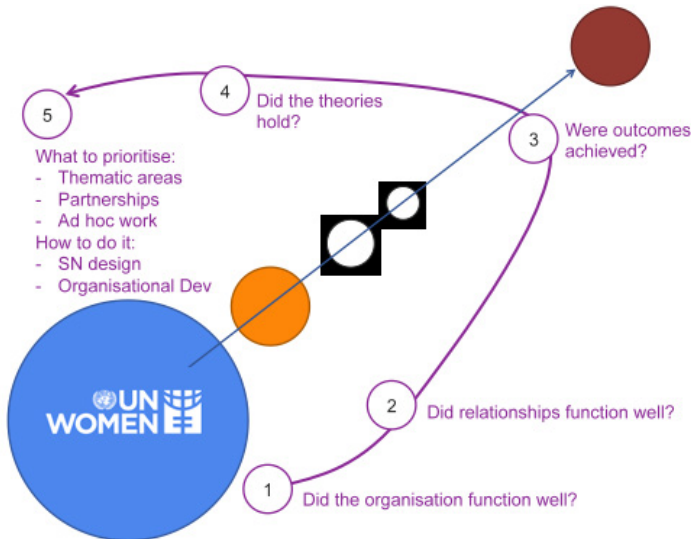 4
Did the theories
hold?
5
3
Were outcomes
achieved?
What to prioritise:
- Thematic areas
- Partnerships
- Ad hoc work
How to do it:
- SN design
- Organisational Dev
UN
WOMEN
2
Did relationships function well?
1
Did the organisation function well?